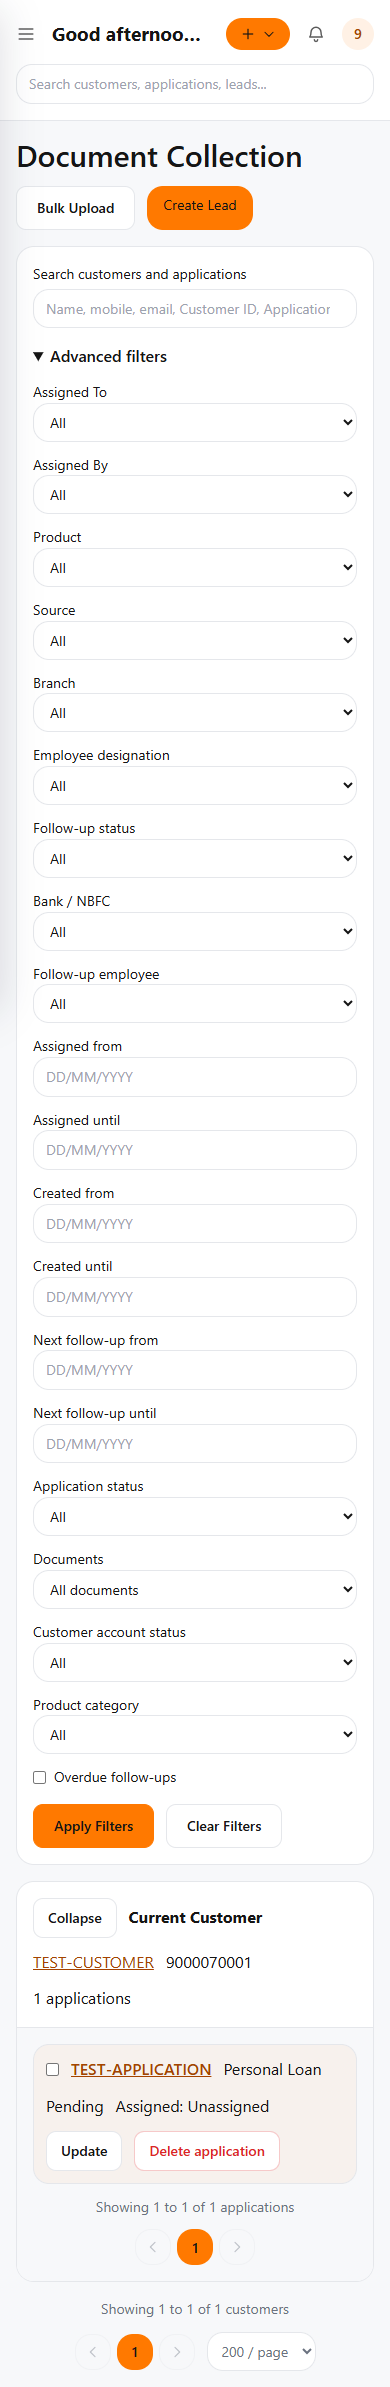 Good afternoo...
9
Search customers, applications, leads...
Document Collection
Bulk Upload
Create Lead
Search customers and applications
Name, mobile, email, Customer ID, Application
▼ Advanced filters
Assigned To
All
Assigned By
All
Product
All
Source
All
Branch
All
Employee designation
All
Follow-up status
All
Bank / NBFC
All
Follow-up employee
All
Assigned from
DD/MM/YYYY
Assigned until
DD/MM/YYYY
Created from
DD/MM/YYYY
Created until
DD/MM/YYYY
Next follow-up from
DD/MM/YYYY
Next follow-up until
DD/MM/YYYY
Application status
All
Documents
All documents
Customer account status
All
Product category
All
Overdue follow-ups
Apply Filters
Clear Filters
Collapse
Current Customer
TEST-CUSTOMER 9000070001
1 applications
TEST-APPLICATION Personal Loan
Pending Assigned: Unassigned
Update
Delete application
Showing 1 to 1 of 1 applications
1
Showing 1 to 1 of 1 customers
1
200 / page